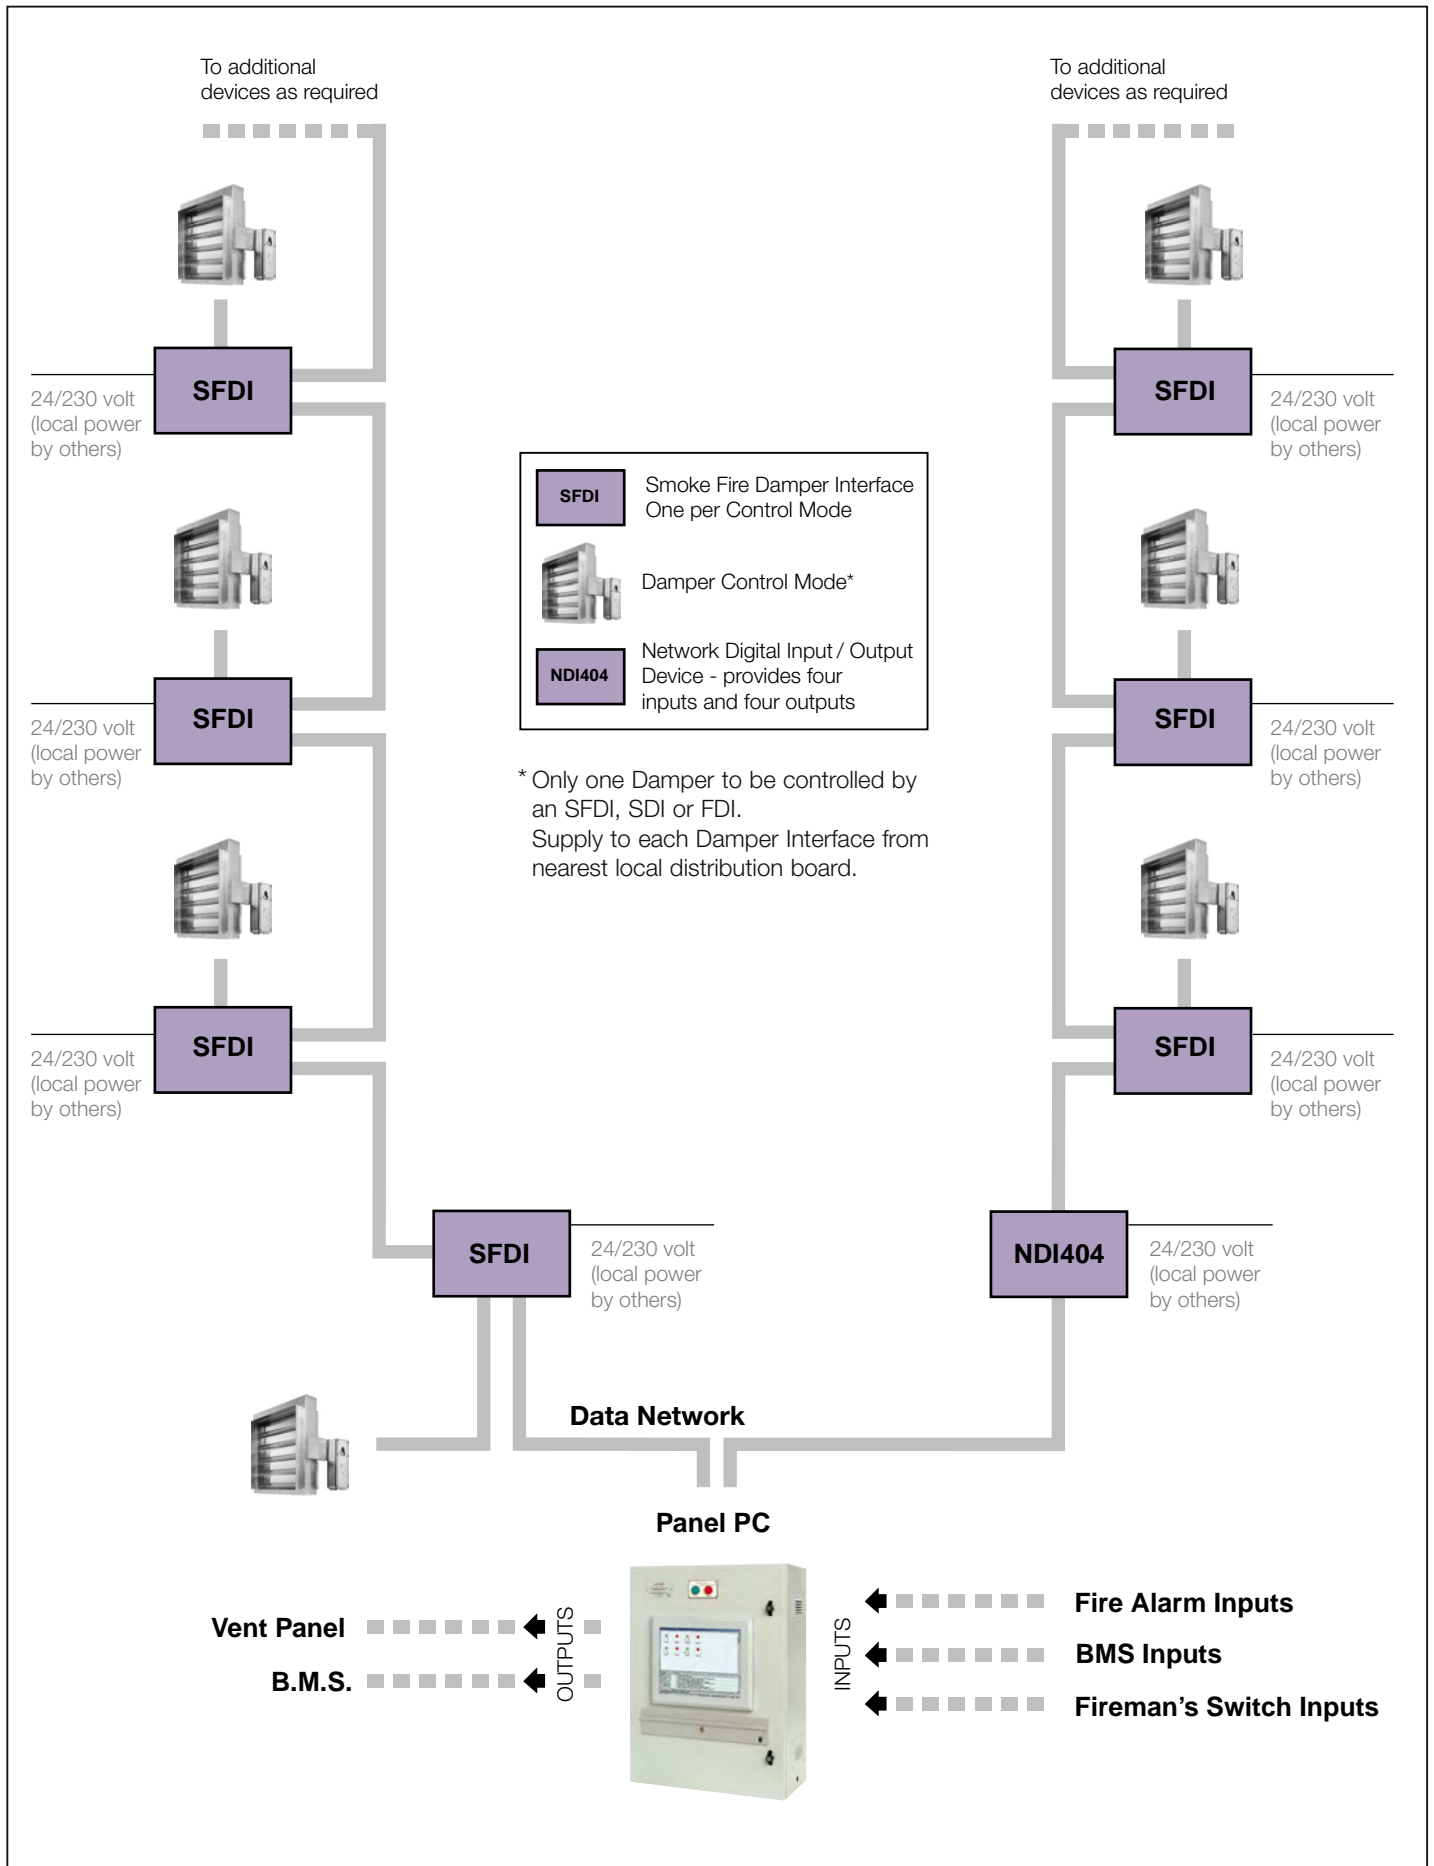 To additional
devices as required
To additional
devices as required
SFDI
24/230 volt
(local power
by others)
SFDI
24/230 volt
(local power
by others)
SFDI
Smoke Fire Damper Interface
One per Control Mode
Damper Control Mode*
NDI404
Network Digital Input / Output
Device - provides four
inputs and four outputs
SFDI
24/230 volt
(local power
by others)
SFDI
24/230 volt
(local power
by others)
* Only one Damper to be controlled by
an SFDI, SDI or FDI.
Supply to each Damper Interface from
nearest local distribution board.
SFDI
24/230 volt
(local power
by others)
SFDI
24/230 volt
(local power
by others)
SFDI
24/230 volt
(local power
by others)
NDI404
24/230 volt
(local power
by others)
Data Network
Panel PC
Vent Panel
B.M.S.
OUTPUTS
INPUTS
Fire Alarm Inputs
BMS Inputs
Fireman's Switch Inputs